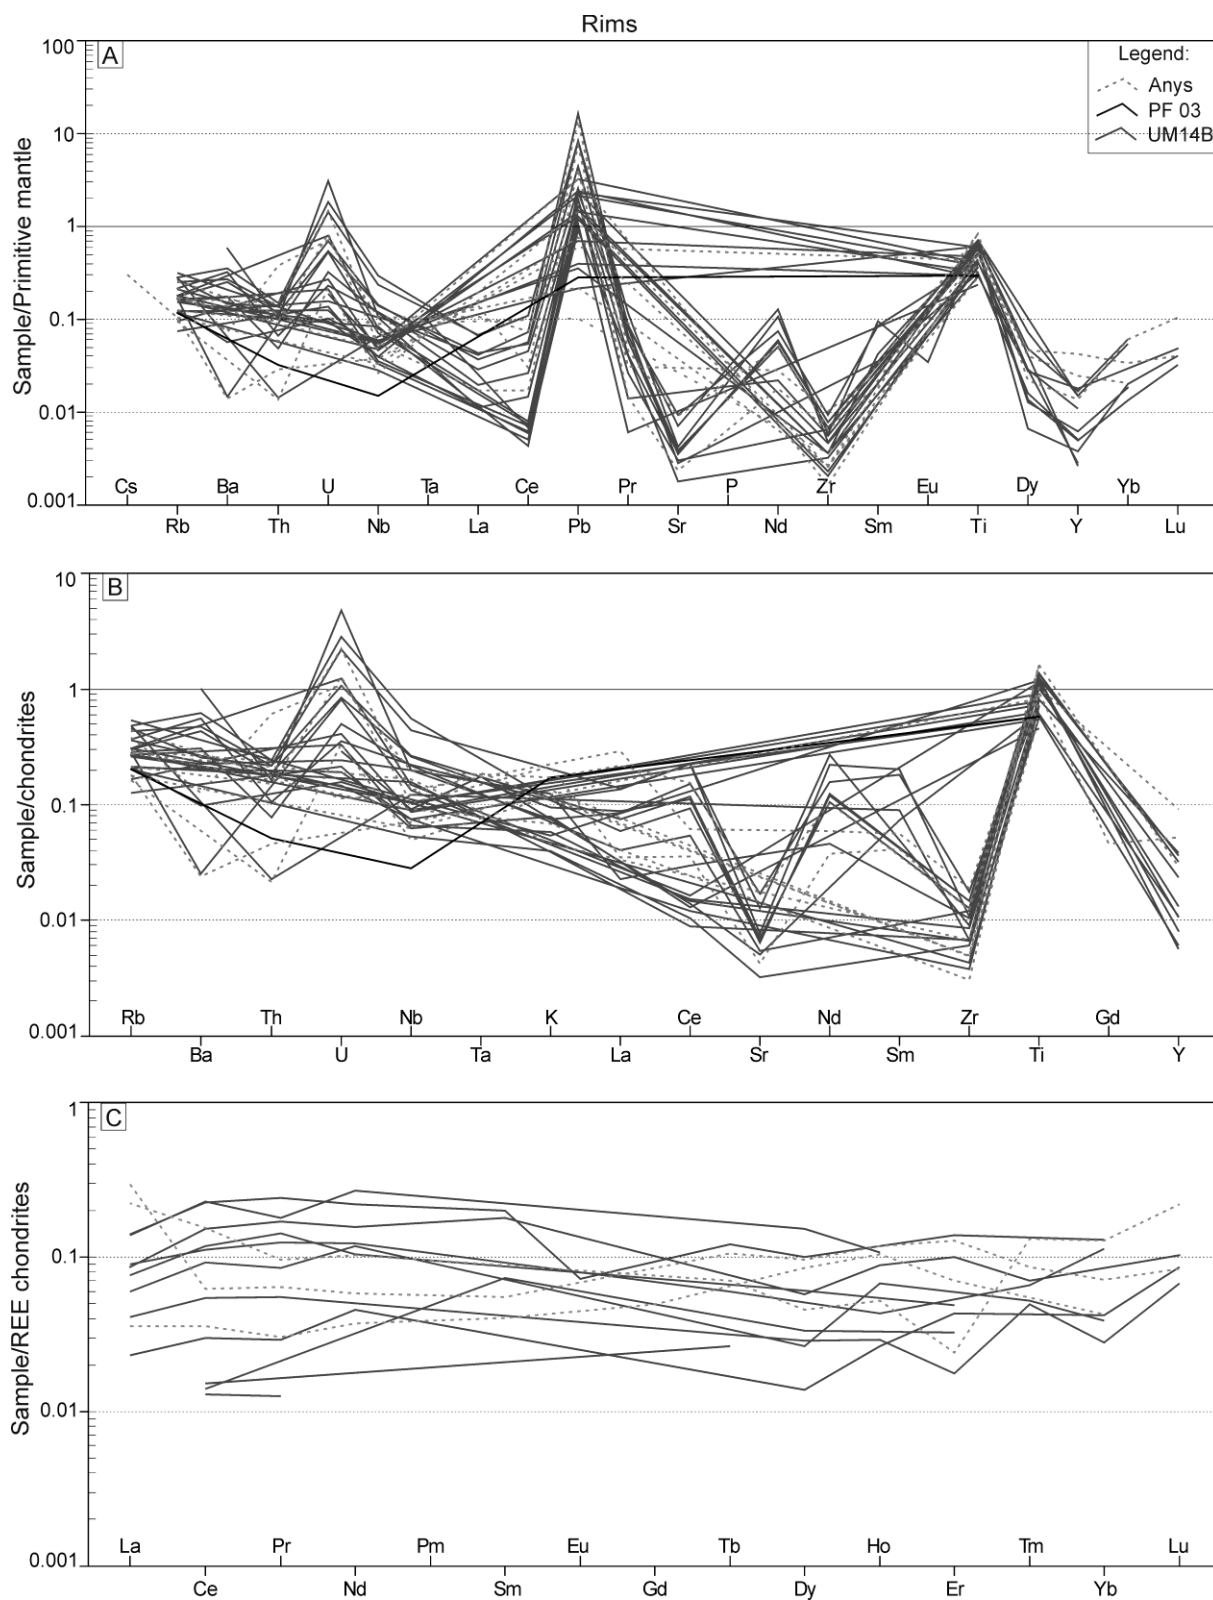 Rims
A
Sample/Primitive mantle
100
10
1
0.1
0.01
0.001
Legend:
Anys
PF 03
UM14B
Cs Ba U Ta Ce Pr P Zr Eu Dy Yb
Rb Th Nb La Pb Sr Nd Sm Ti Y Lu
B
Sample/chondrites
10
1
0.1
0.01
0.001
Rb Th Nb K Ce Nd Zr Gd
Ba U Ta La Sr Sm Ti Y
C
Sample/REE chondrites
1
0.1
0.01
0.001
La Pr Pm Eu Tb Ho Tm Lu
Ce Nd Sm Gd Dy Er Yb